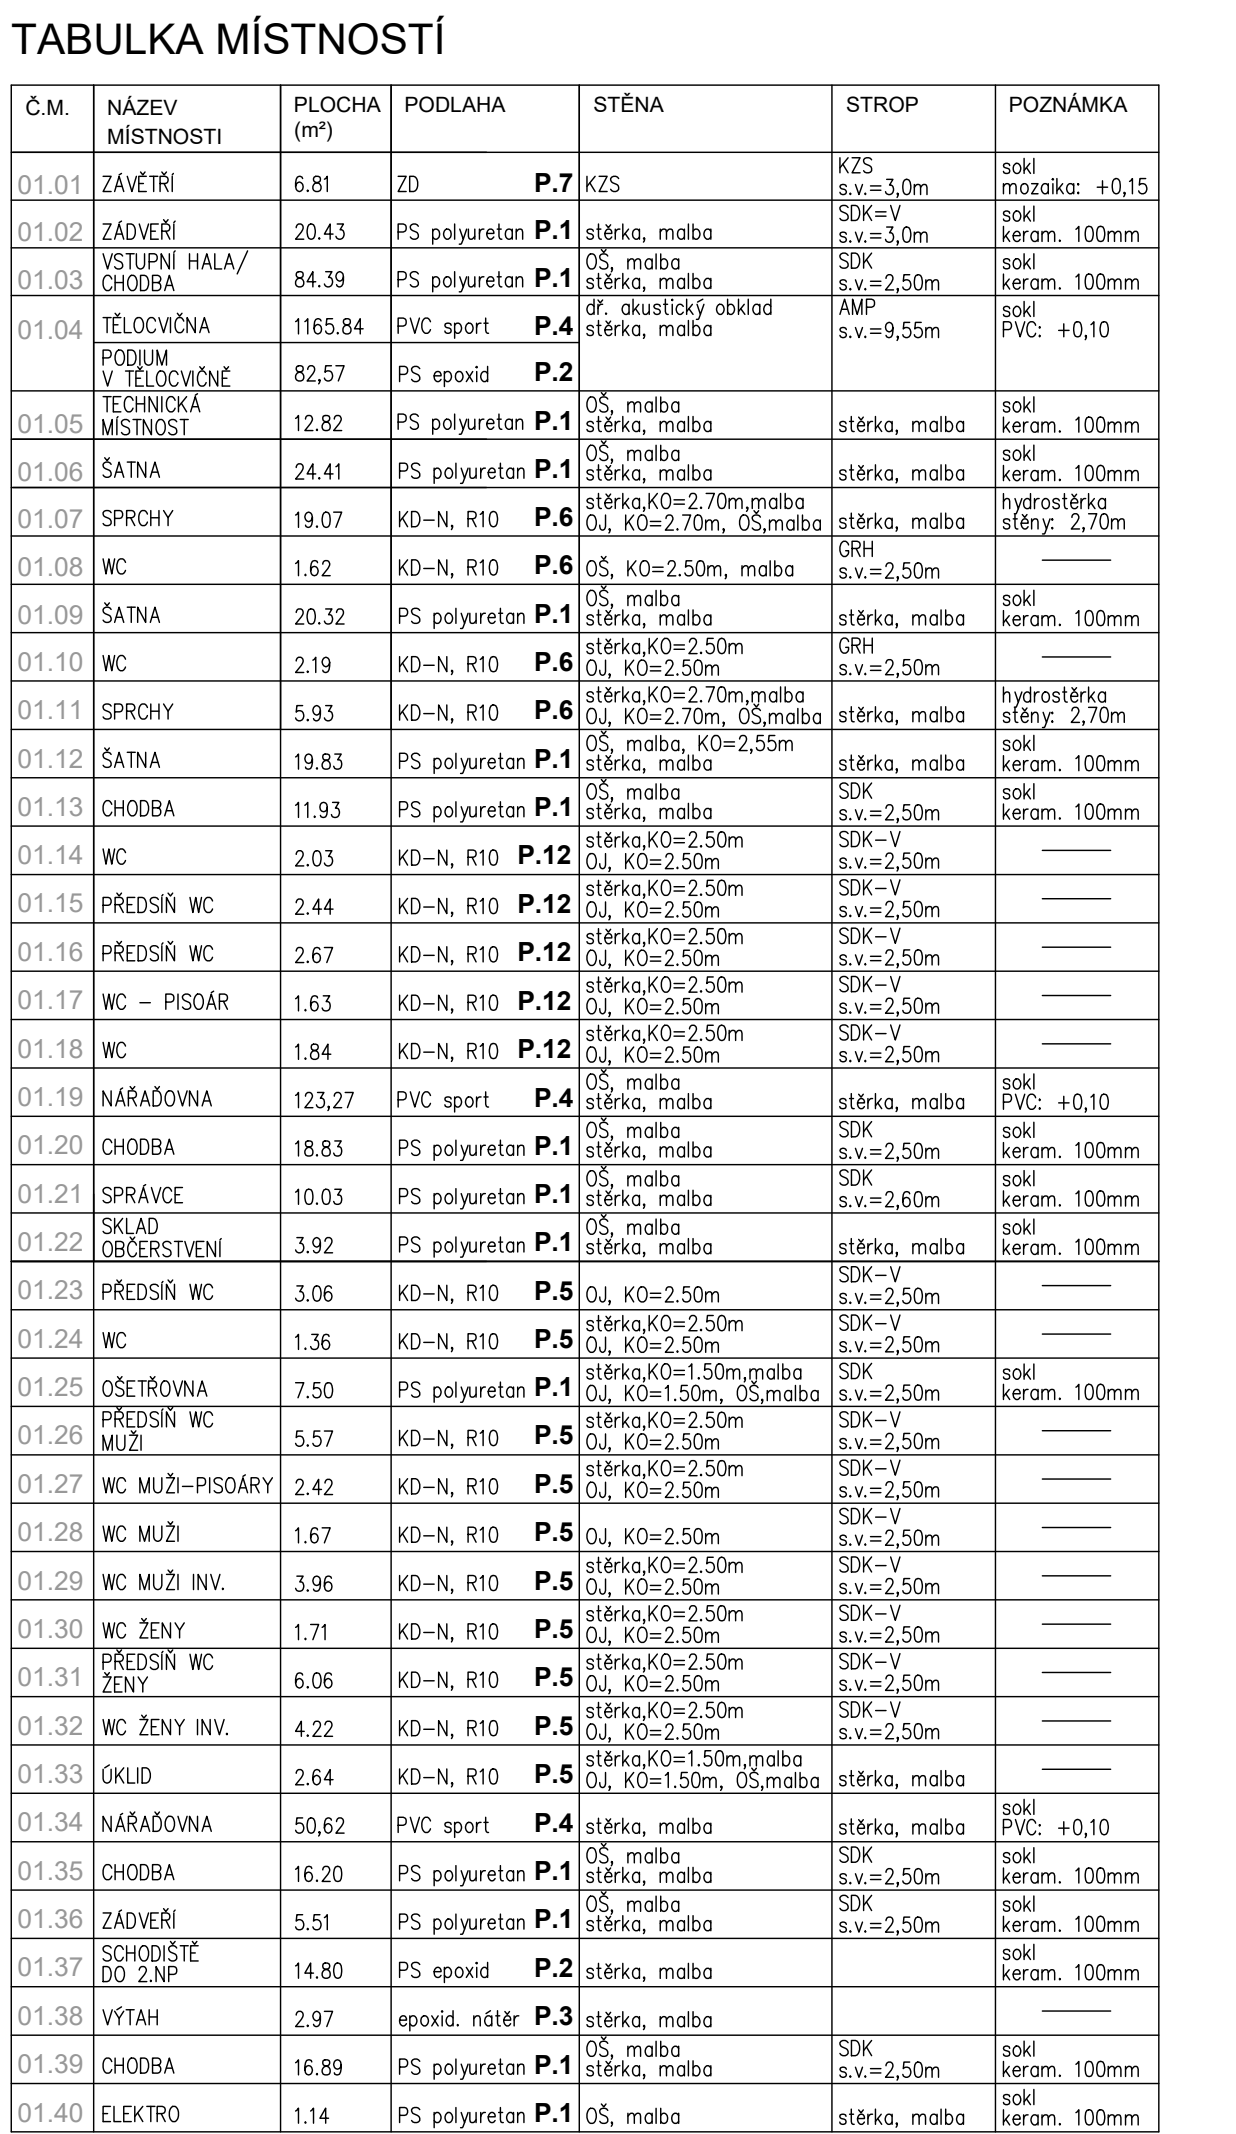 TABULKA MÍSTNOSTÍ
Č.M. NÁZEV MÍSTNOSTI PLOCHA (m²) PODLAHA STĚNA STROP POZNÁMKA
01.01 ZÁVĚTŘÍ 6.81 ZD P.7 KZS KZS s.v.=3,0m sokl mozaika: +0,15
01.02 ZÁDVEŘÍ 20.43 PS polyuretan P.1 stěrka, malba SDK=V s.v.=3,0m sokl keram. 100mm
01.03 VSTUPNÍ HALA/ CHODBA 84.39 PS polyuretan P.1 OŠ, malba stěrka, malba SDK s.v.=2,50m sokl keram. 100mm
01.04 TĚLOCVIČNA 1165.84 PVC sport P.4 dř. akustický obklad stěrka, malba AMP s.v.=9,55m sokl PVC: +0,10
PODIUM V TĚLOCVIČNĚ 82,57 PS epoxid P.2
01.05 TECHNICKÁ MÍSTNOST 12.82 PS polyuretan P.1 OŠ, malba stěrka, malba stěrka, malba sokl keram. 100mm
01.06 ŠATNA 24.41 PS polyuretan P.1 OŠ, malba stěrka, malba stěrka, malba sokl keram. 100mm
01.07 SPRCHY 19.07 KD-N, R10 P.6 stěrka,KO=2.70m,malba OJ, KO=2.70m, OŠ,malba stěrka, malba hydrostěrka stěny: 2,70m
01.08 WC 1.62 KD-N, R10 P.6 OŠ, KO=2.50m, malba GRH s.v.=2,50m
01.09 ŠATNA 20.32 PS polyuretan P.1 OŠ, malba stěrka, malba stěrka, malba sokl keram. 100mm
01.10 WC 2.19 KD-N, R10 P.6 stěrka,KO=2.50m OJ, KO=2.50m GRH s.v.=2,50m
01.11 SPRCHY 5.93 KD-N, R10 P.6 stěrka,KO=2.70m,malba OJ, KO=2.70m, OŠ,malba stěrka, malba hydrostěrka stěny: 2,70m
01.12 ŠATNA 19.83 PS polyuretan P.1 OŠ, malba, KO=2,55m stěrka, malba stěrka, malba sokl keram. 100mm
01.13 CHODBA 11.93 PS polyuretan P.1 OŠ, malba stěrka, malba SDK s.v.=2,50m sokl keram. 100mm
01.14 WC 2.03 KD-N, R10 P.12 stěrka,KO=2.50m OJ, KO=2.50m SDK-V s.v.=2,50m
01.15 PŘEDSÍŇ WC 2.44 KD-N, R10 P.12 stěrka,KO=2.50m OJ, KO=2.50m SDK-V s.v.=2,50m
01.16 PŘEDSÍŇ WC 2.67 KD-N, R10 P.12 stěrka,KO=2.50m OJ, KO=2.50m SDK-V s.v.=2,50m
01.17 WC - PISOÁR 1.63 KD-N, R10 P.12 stěrka,KO=2.50m OJ, KO=2.50m SDK-V s.v.=2,50m
01.18 WC 1.84 KD-N, R10 P.12 stěrka,KO=2.50m OJ, KO=2.50m SDK-V s.v.=2,50m
01.19 NÁŘAĎOVNA 123,27 PVC sport P.4 OŠ, malba stěrka, malba stěrka, malba sokl PVC: +0,10
01.20 CHODBA 18.83 PS polyuretan P.1 OŠ, malba stěrka, malba SDK s.v.=2,50m sokl keram. 100mm
01.21 SPRÁVCE 10.03 PS polyuretan P.1 OŠ, malba stěrka, malba SDK s.v.=2,60m sokl keram. 100mm
01.22 SKLAD OBČERSTVENÍ 3.92 PS polyuretan P.1 OŠ, malba stěrka, malba stěrka, malba sokl keram. 100mm
01.23 PŘEDSÍŇ WC 3.06 KD-N, R10 P.5 OJ, KO=2.50m SDK-V s.v.=2,50m
01.24 WC 1.36 KD-N, R10 P.5 stěrka,KO=2.50m OJ, KO=2.50m SDK-V s.v.=2,50m
01.25 OŠETŘOVNA 7.50 PS polyuretan P.1 stěrka,KO=1.50m,malba OJ, KO=1.50m, OŠ,malba SDK s.v.=2,50m sokl keram. 100mm
01.26 PŘEDSÍŇ WC MUŽI 5.57 KD-N, R10 P.5 stěrka,KO=2.50m OJ, KO=2.50m SDK-V s.v.=2,50m
01.27 WC MUŽI-PISOÁRY 2.42 KD-N, R10 P.5 stěrka,KO=2.50m OJ, KO=2.50m SDK-V s.v.=2,50m
01.28 WC MUŽI 1.67 KD-N, R10 P.5 OJ, KO=2.50m SDK-V s.v.=2,50m
01.29 WC MUŽI INV. 3.96 KD-N, R10 P.5 stěrka,KO=2.50m OJ, KO=2.50m SDK-V s.v.=2,50m
01.30 WC ŽENY 1.71 KD-N, R10 P.5 stěrka,KO=2.50m OJ, KO=2.50m SDK-V s.v.=2,50m
01.31 PŘEDSÍŇ WC ŽENY 6.06 KD-N, R10 P.5 stěrka,KO=2.50m OJ, KO=2.50m SDK-V s.v.=2,50m
01.32 WC ŽENY INV. 4.22 KD-N, R10 P.5 stěrka,KO=2.50m OJ, KO=2.50m SDK-V s.v.=2,50m
01.33 ÚKLID 2.64 KD-N, R10 P.5 stěrka,KO=1.50m,malba OJ, KO=1.50m, OŠ,malba stěrka, malba
01.34 NÁŘAĎOVNA 50,62 PVC sport P.4 stěrka, malba stěrka, malba sokl PVC: +0,10
01.35 CHODBA 16.20 PS polyuretan P.1 OŠ, malba stěrka, malba SDK s.v.=2,50m sokl keram. 100mm
01.36 ZÁDVEŘÍ 5.51 PS polyuretan P.1 OŠ, malba stěrka, malba SDK s.v.=2,50m sokl keram. 100mm
01.37 SCHODIŠTĚ DO 2.NP 14.80 PS epoxid P.2 stěrka, malba sokl keram. 100mm
01.38 VÝTAH 2.97 epoxid. nátěr P.3 stěrka, malba
01.39 CHODBA 16.89 PS polyuretan P.1 OŠ, malba stěrka, malba SDK s.v.=2,50m sokl keram. 100mm
01.40 ELEKTRO 1.14 PS polyuretan P.1 OŠ, malba stěrka, malba sokl keram. 100mm